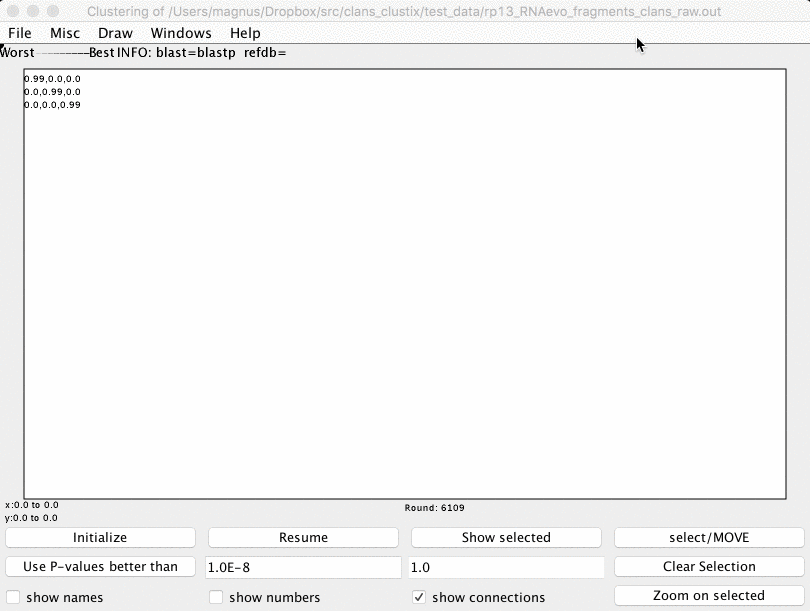 Clustering of /Users/magnus/Dropbox/src/clans_clustix/test_data/rp13_RNAevo_fragments_clans_raw.out
File Misc Draw Windows Help
Worst Best INFO: blast=blastp refdb=
0.99,0.0,0.0
0.0,0.99,0.0
0.0,0.0,0.99
x:0.0 to 0.0
Round: 6109
y:0.0 to 0.0
Initialize Resume Show selected select/MOVE
Use P-values better than 1.0E-8 1.0 Clear Selection
show names show numbers show connections Zoom on selected